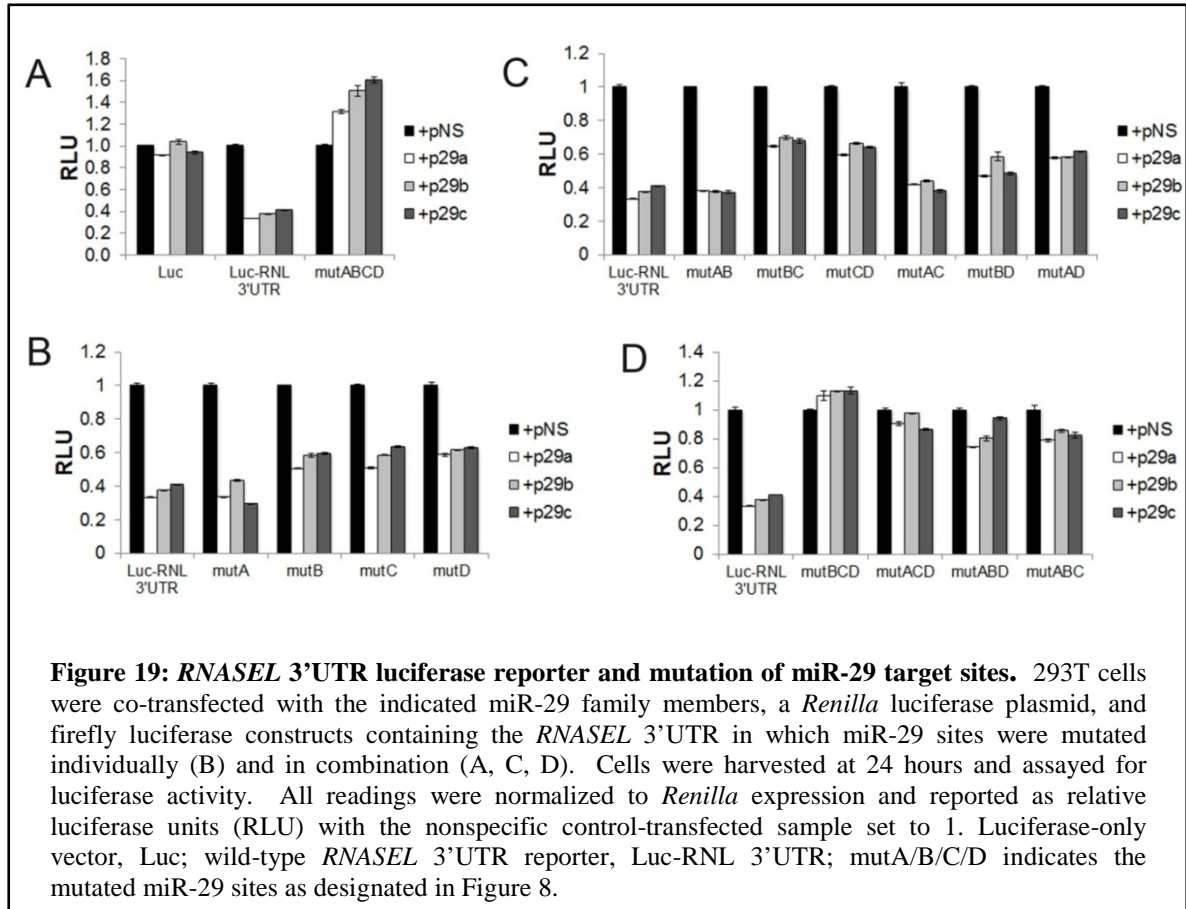 A
1.8
1.6
1.4
1.2
1.0
0.8
0.6
0.4
0.2
0.0
RLU
Luc
Luc-RNL
3'UTR
mutABCD
+pNS
+p29a
+p29b
+p29c
C
1.2
1
0.8
0.6
0.4
0.2
0
RLU
Luc-RNL
3'UTR
mutAB
mutBC
mutCD
mutAC
mutBD
mutAD
+pNS
+p29a
+p29b
+p29c
B
1.2
1
0.8
0.6
0.4
0.2
0
RLU
Luc-RNL
3'UTR
mutA
mutB
mutC
mutD
+pNS
+p29a
+p29b
+p29c
D
1.4
1.2
1
0.8
0.6
0.4
0.2
0
RLU
Luc-RNL
3'UTR
mutBCD
mutACD
mutABD
mutABC
+pNS
+p29a
+p29b
+p29c
Figure 19: RNASEL 3’UTR luciferase reporter and mutation of miR-29 target sites. 293T cells
were co-transfected with the indicated miR-29 family members, a Renilla luciferase plasmid, and
firefly luciferase constructs containing the RNASEL 3’UTR in which miR-29 sites were mutated
individually (B) and in combination (A, C, D). Cells were harvested at 24 hours and assayed for
luciferase activity. All readings were normalized to Renilla expression and reported as relative
luciferase units (RLU) with the nonspecific control-transfected sample set to 1. Luciferase-only
vector, Luc; wild-type RNASEL 3’UTR reporter, Luc-RNL 3’UTR; mutA/B/C/D indicates the
mutated miR-29 sites as designated in Figure 8.